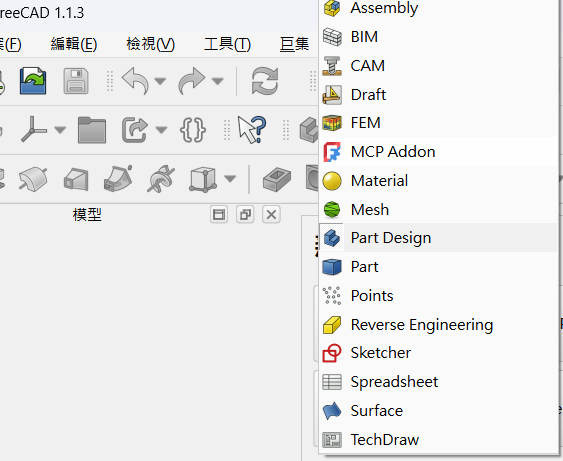 reeCAD 1.1.3
Assembly
(F) 編輯(E) 檢視(V) 工具(T) 巨集
BIM
CAM
Draft
FEM
MCP Addon
Material
模型
Mesh
Part Design
Part
Points
Reverse Engineering
Sketcher
Spreadsheet
Surface
TechDraw